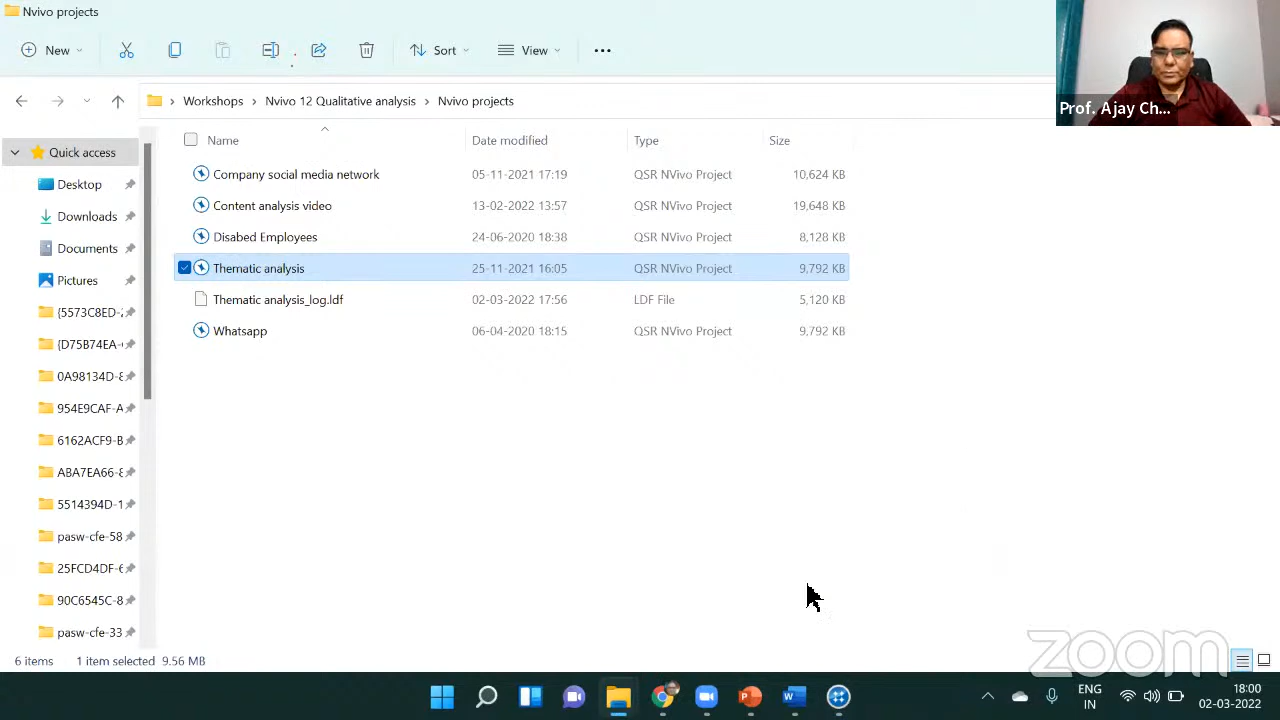 Nvivo projects
New
Sort
View
Workshops > Nvivo 12 Qualitative analysis > Nvivo projects
Prof. Ajay Ch...
Name Date modified Type Size
Quick access
Desktop
Downloads
Documents
Pictures
{5573C8ED-2
{D75B74EA-
0A98134D-8
954E9CAF-A
6162ACF9-B
ABA7EA66-8
5514394D-1
pasw-cfe-58
25FCD4DF-6
90C6545C-8
pasw-cfe-33
Company social media network 05-11-2021 17:19 QSR NVivo Project 10,624 KB
Content analysis video 13-02-2022 13:57 QSR NVivo Project 19,648 KB
Disabed Employees 24-06-2020 18:38 QSR NVivo Project 8,128 KB
Thematic analysis 25-11-2021 16:05 QSR NVivo Project 9,792 KB
Thematic analysis_log.ldf 02-03-2022 17:56 LDF File 5,120 KB
Whatsapp 06-04-2020 18:15 QSR NVivo Project 9,792 KB
zoom
6 items 1 item selected 9.56 MB
ENG
IN
18:00
02-03-2022